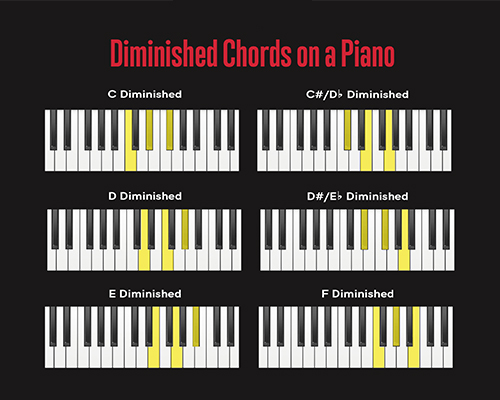 Diminished Chords on a Piano
C Diminished
C#/D♭ Diminished
D Diminished
D#/E♭ Diminished
E Diminished
F Diminished